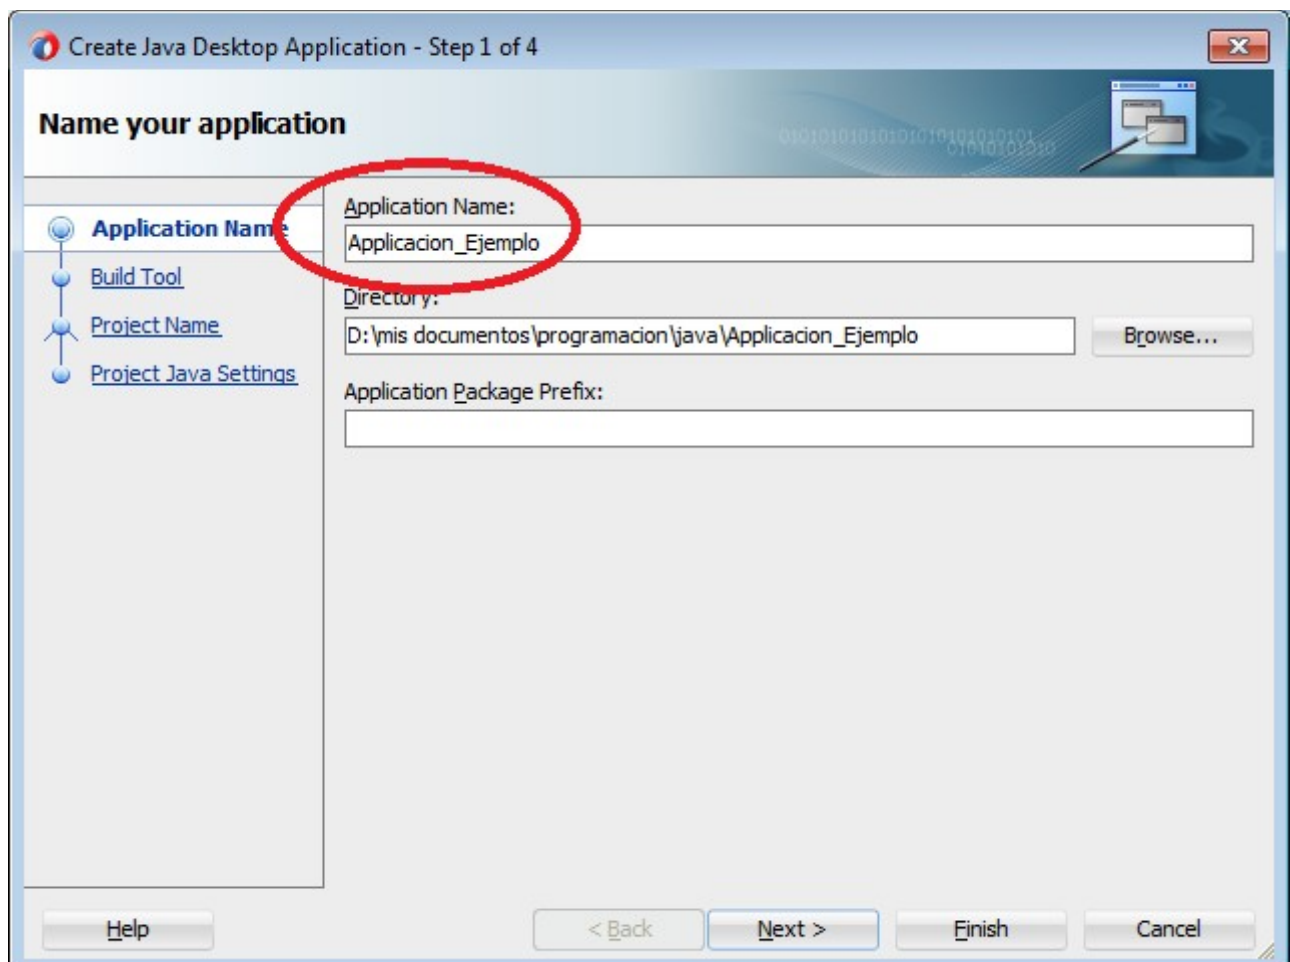 Create Java Desktop Application - Step 1 of 4
Name your application
01010101010101010101010101
01010101010
Application Name
Build Tool
Project Name
Project Java Settings
Application Name:
Applicacion_Ejemplo
Directory:
D:\mis documentos\programacion\java\Applicacion_Ejemplo
Browse...
Application Package Prefix:
Help
< Back
Next >
Finish
Cancel